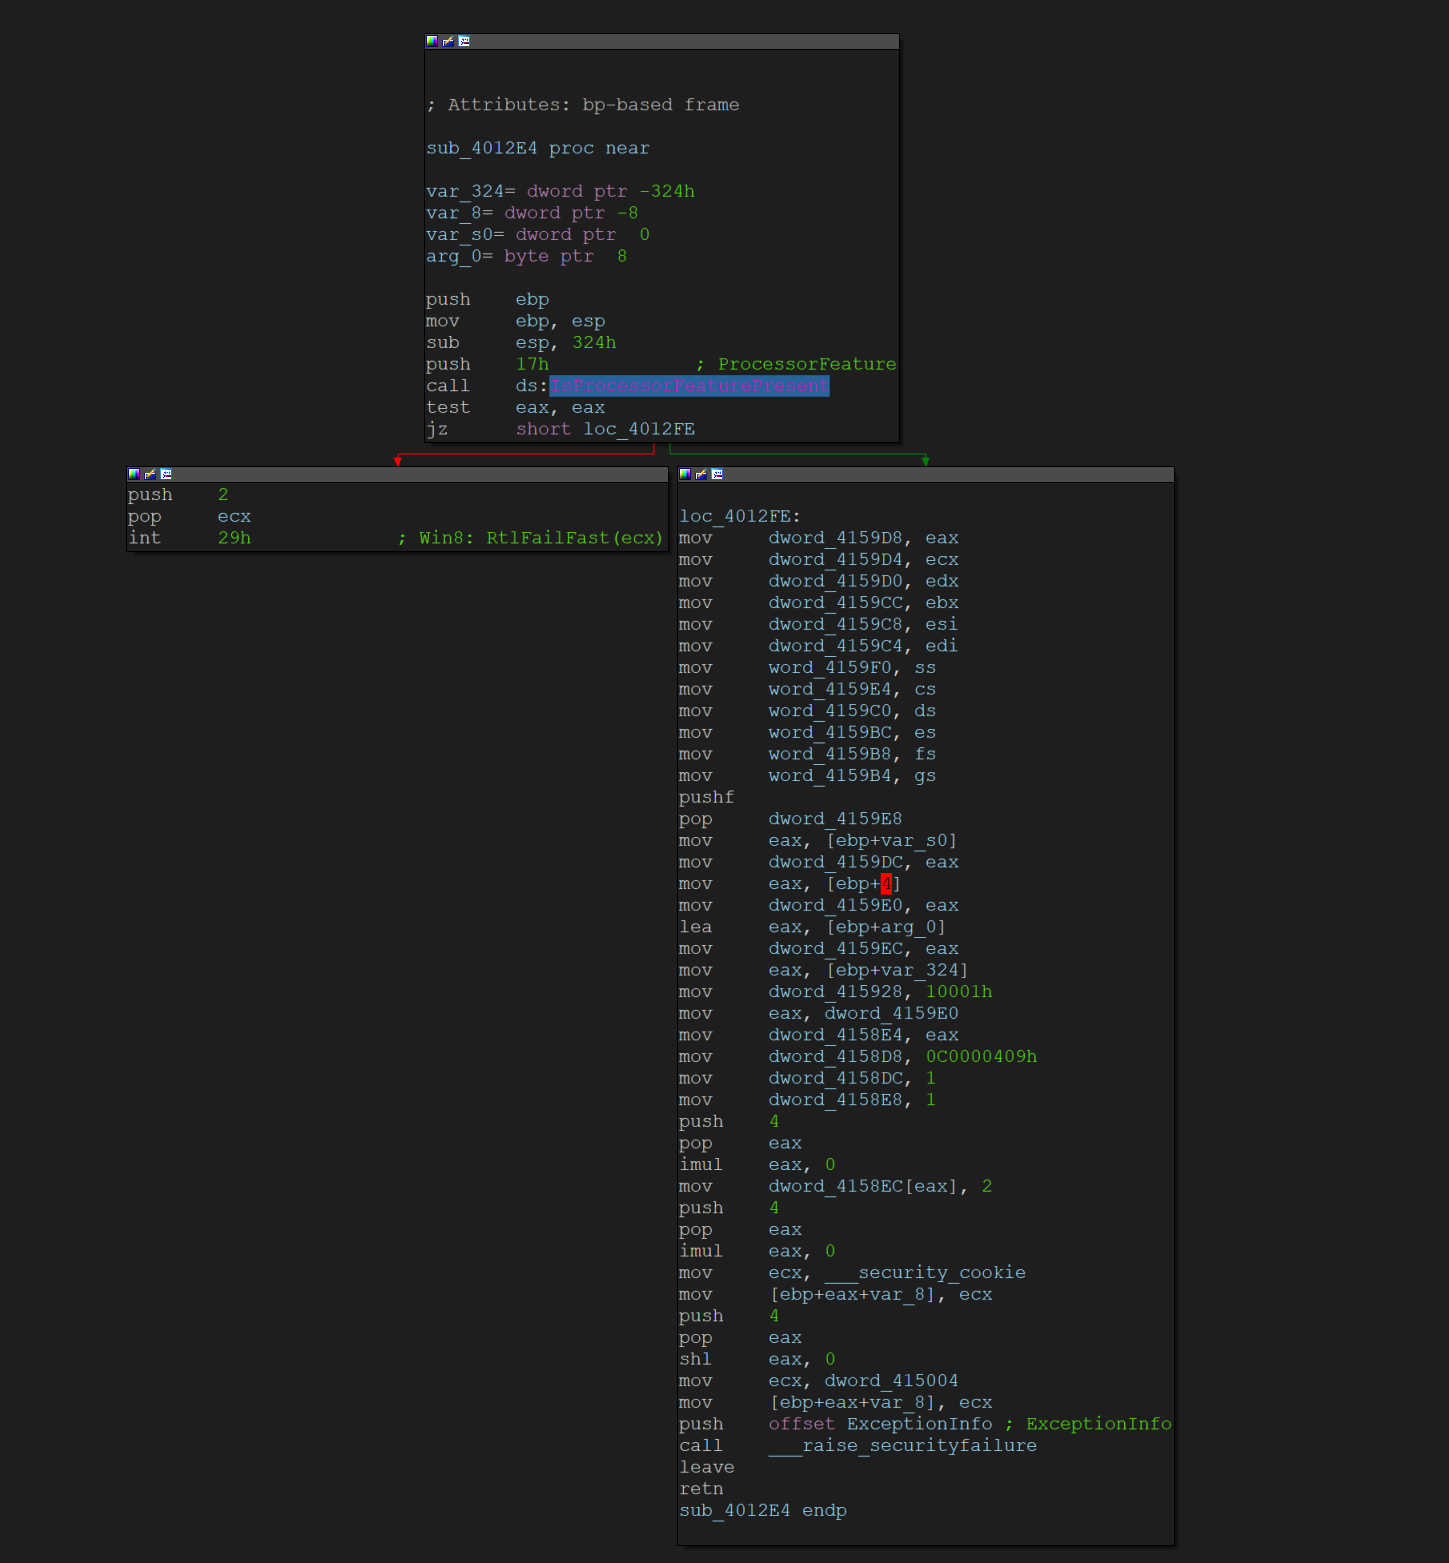 ; Attributes: bp-based frame
sub_4012E4 proc near
var_324= dword ptr -324h
var_8= dword ptr -8
var_s0= dword ptr  0
arg_0= byte ptr  8
push    ebp
mov     ebp, esp
sub     esp, 324h
push    17h             ; ProcessorFeature
call    ds:IsProcessorFeaturePresent
test    eax, eax
jz      short loc_4012FE
push    2
pop     ecx
int     29h             ; Win8: RtlFailFast(ecx)
loc_4012FE:
mov     dword_4159D8, eax
mov     dword_4159D4, ecx
mov     dword_4159D0, edx
mov     dword_4159CC, ebx
mov     dword_4159C8, esi
mov     dword_4159C4, edi
mov     word_4159F0, ss
mov     word_4159E4, cs
mov     word_4159C0, ds
mov     word_4159BC, es
mov     word_4159B8, fs
mov     word_4159B4, gs
pushf
pop     dword_4159E8
mov     eax, [ebp+var_s0]
mov     dword_4159DC, eax
mov     eax, [ebp+4]
mov     dword_4159E0, eax
lea     eax, [ebp+arg_0]
mov     dword_4159EC, eax
mov     eax, [ebp+var_324]
mov     dword_415928, 10001h
mov     eax, dword_4159E0
mov     dword_4158E4, eax
mov     dword_4158D8, 0C0000409h
mov     dword_4158DC, 1
mov     dword_4158E8, 1
push    4
pop     eax
imul    eax, 0
mov     dword_4158EC[eax], 2
push    4
pop     eax
imul    eax, 0
mov     ecx, ___security_cookie
mov     [ebp+eax+var_8], ecx
push    4
pop     eax
shl     eax, 0
mov     ecx, dword_415004
mov     [ebp+eax+var_8], ecx
push    offset ExceptionInfo ; ExceptionInfo
call    ___raise_securityfailure
leave
retn
sub_4012E4 endp